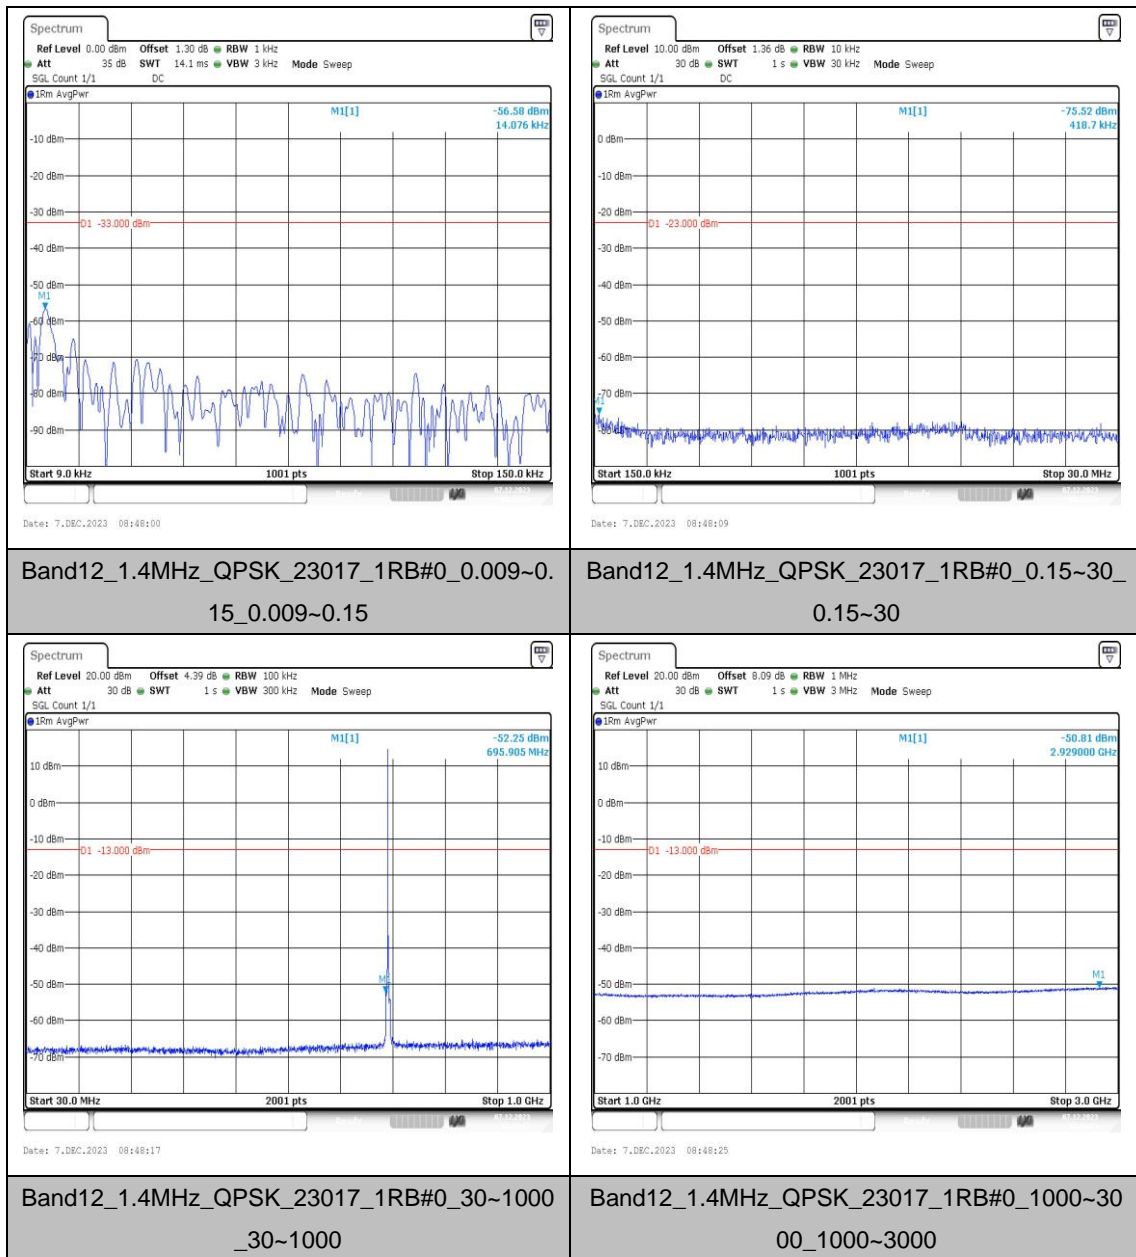 Spectrum
Ref Level 0.00 dBm Offset 1.30 dB RBW 1 kHz
Att 35 dB SWT 14.1 ms VBW 3 kHz Mode Sweep
SGL Count 1/1 DC
1Rm AvgPwr
M1[1] -56.58 dBm
14.076 kHz
-10 dBm
-20 dBm
-30 dBm
D1 -33.000 dBm
-40 dBm
-50 dBm
M1
-60 dBm
-70 dBm
-80 dBm
-90 dBm
Start 9.0 kHz 1001 pts Stop 150.0 kHz
Date: 7.DEC.2023 08:48:00
Spectrum
Ref Level 10.00 dBm Offset 1.36 dB RBW 10 kHz
Att 30 dB SWT 1 s VBW 30 kHz Mode Sweep
SGL Count 1/1 DC
1Rm AvgPwr
M1[1] -75.52 dBm
418.7 kHz
0 dBm
-10 dBm
-20 dBm
D1 -23.000 dBm
-30 dBm
-40 dBm
-50 dBm
-60 dBm
-70 dBm
M1
-80 dBm
Start 150.0 kHz 1001 pts Stop 30.0 MHz
07.12.2023
Date: 7.DEC.2023 08:48:09
Band12_1.4MHz_QPSK_23017_1RB#0_0.009~0.
15_0.009~0.15
Band12_1.4MHz_QPSK_23017_1RB#0_0.15~30_
0.15~30
Spectrum
Ref Level 20.00 dBm Offset 4.39 dB RBW 100 kHz
Att 30 dB SWT 1 s VBW 300 kHz Mode Sweep
SGL Count 1/1
1Rm AvgPwr
M1[1] -52.25 dBm
695.905 MHz
10 dBm
0 dBm
-10 dBm
D1 -13.000 dBm
-20 dBm
-30 dBm
-40 dBm
-50 dBm
M1
-60 dBm
-70 dBm
Start 30.0 MHz 2001 pts Stop 1.0 GHz
Date: 7.DEC.2023 08:48:17
Spectrum
Ref Level 20.00 dBm Offset 8.09 dB RBW 1 MHz
Att 30 dB SWT 1 s VBW 3 MHz Mode Sweep
SGL Count 1/1
1Rm AvgPwr
M1[1] -50.81 dBm
2.929000 GHz
10 dBm
0 dBm
-10 dBm
D1 -13.000 dBm
-20 dBm
-30 dBm
-40 dBm
-50 dBm
M1
-60 dBm
-70 dBm
Start 1.0 GHz 2001 pts Stop 3.0 GHz
Date: 7.DEC.2023 08:48:25
Band12_1.4MHz_QPSK_23017_1RB#0_30~1000
_30~1000
Band12_1.4MHz_QPSK_23017_1RB#0_1000~30
00_1000~3000